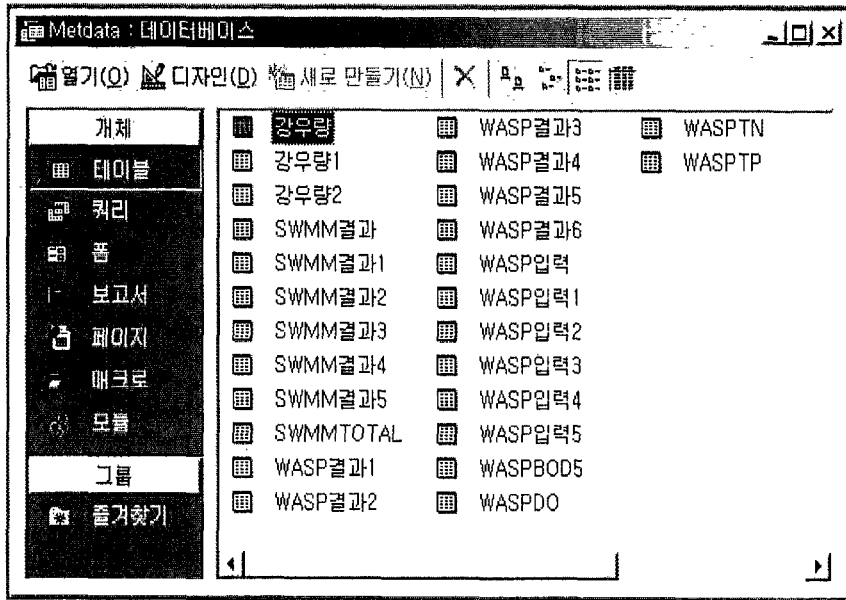 Metdata : 데이터베이스
열기(O) 디자인(D) 새로 만들기(N)
개체
테이블
쿼리
폼
보고서
페이지
매크로
모듈
그룹
즐겨찾기
강우량
강우량1
강우량2
SWMM결과
SWMM결과1
SWMM결과2
SWMM결과3
SWMM결과4
SWMM결과5
SWMMTOTAL
WASP결과1
WASP결과2
WASP결과3
WASP결과4
WASP결과5
WASP결과6
WASP입력
WASP입력1
WASP입력2
WASP입력3
WASP입력4
WASP입력5
WASPBOD5
WASPDO
WASPTN
WASPTP